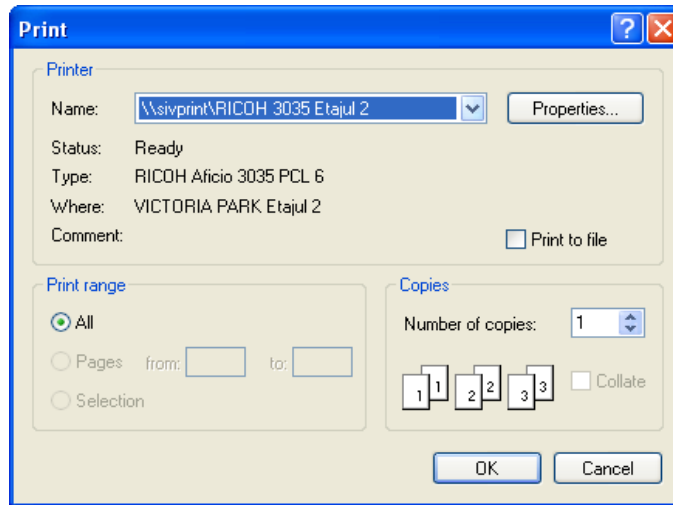 Print
Printer
Name: \\sivprint\RICOH 3035 Etajul 2 Properties...
Status: Ready
Type: RICOH Aficio 3035 PCL 6
Where: VICTORIA PARK Etajul 2
Comment: Print to file
Print range
All
Pages from: to:
Selection
Copies
Number of copies: 1
1 1 2 2 3 3 Collate
OK Cancel